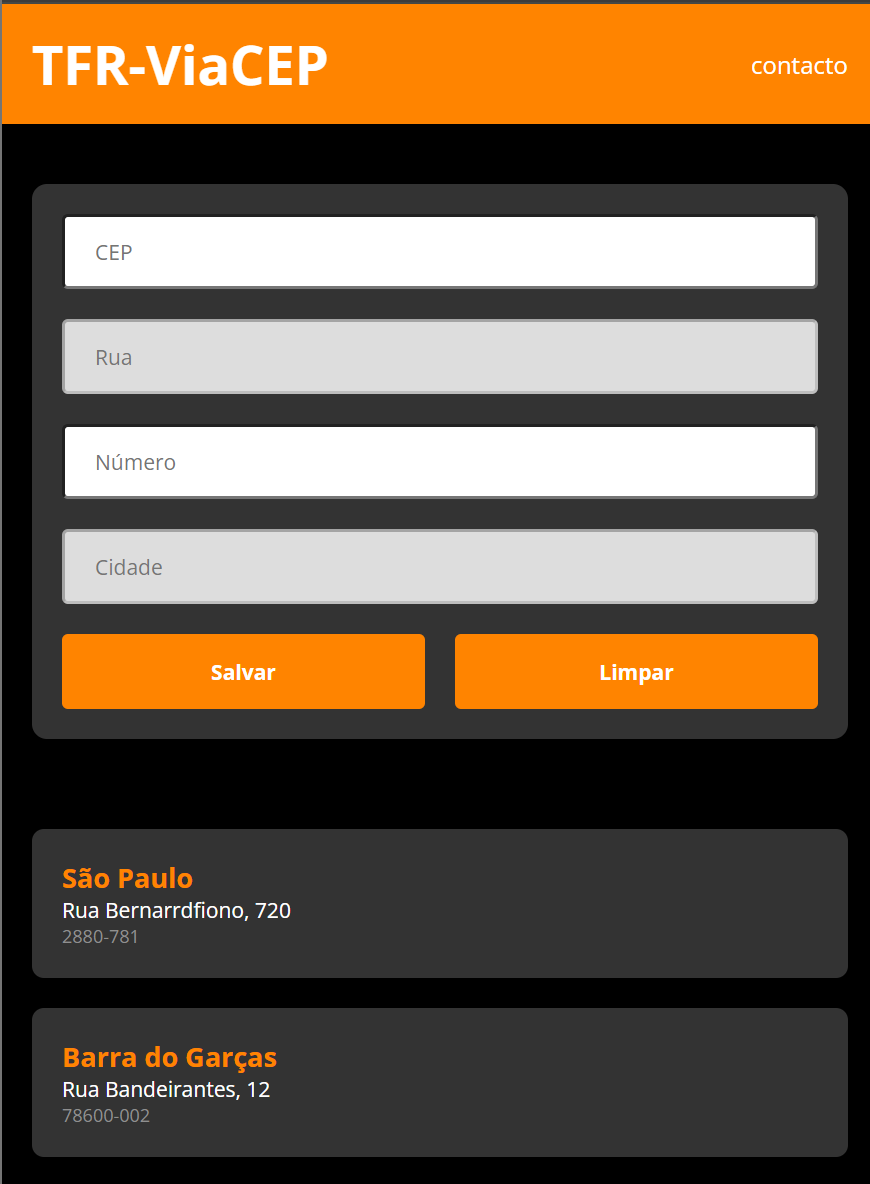 TFR-ViaCEP
contacto
CEP
Rua
Número
Cidade
Salvar
Limpar
São Paulo
Rua Bernarrdfiono, 720
2880-781
Barra do Garças
Rua Bandeirantes, 12
78600-002